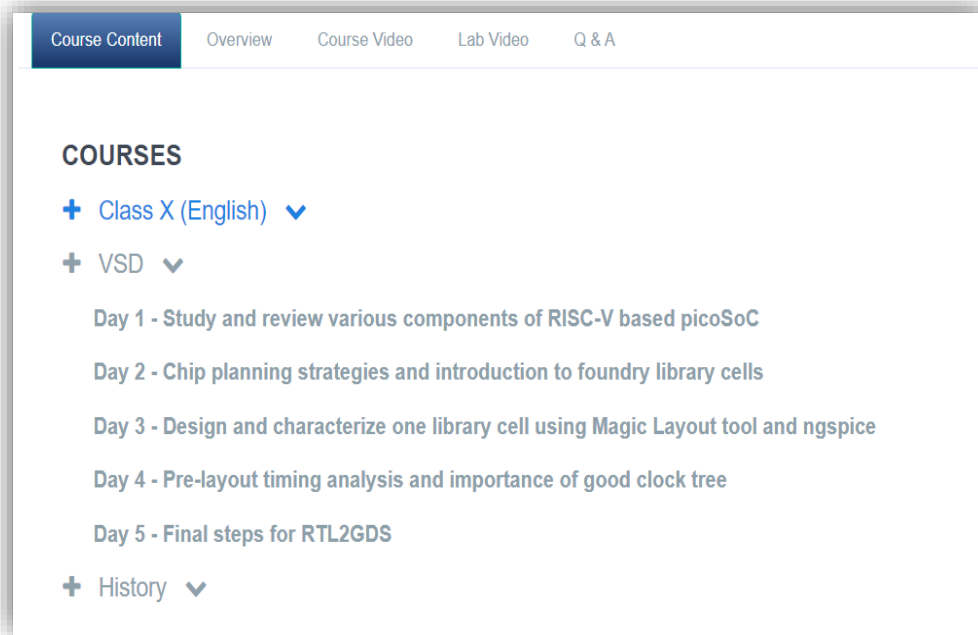 Course Content Overview Course Video Lab Video Q & A
COURSES
Class X (English)
VSD
Day 1 - Study and review various components of RISC-V based picoSoC
Day 2 - Chip planning strategies and introduction to foundry library cells
Day 3 - Design and characterize one library cell using Magic Layout tool and ngspice
Day 4 - Pre-layout timing analysis and importance of good clock tree
Day 5 - Final steps for RTL2GDS
History